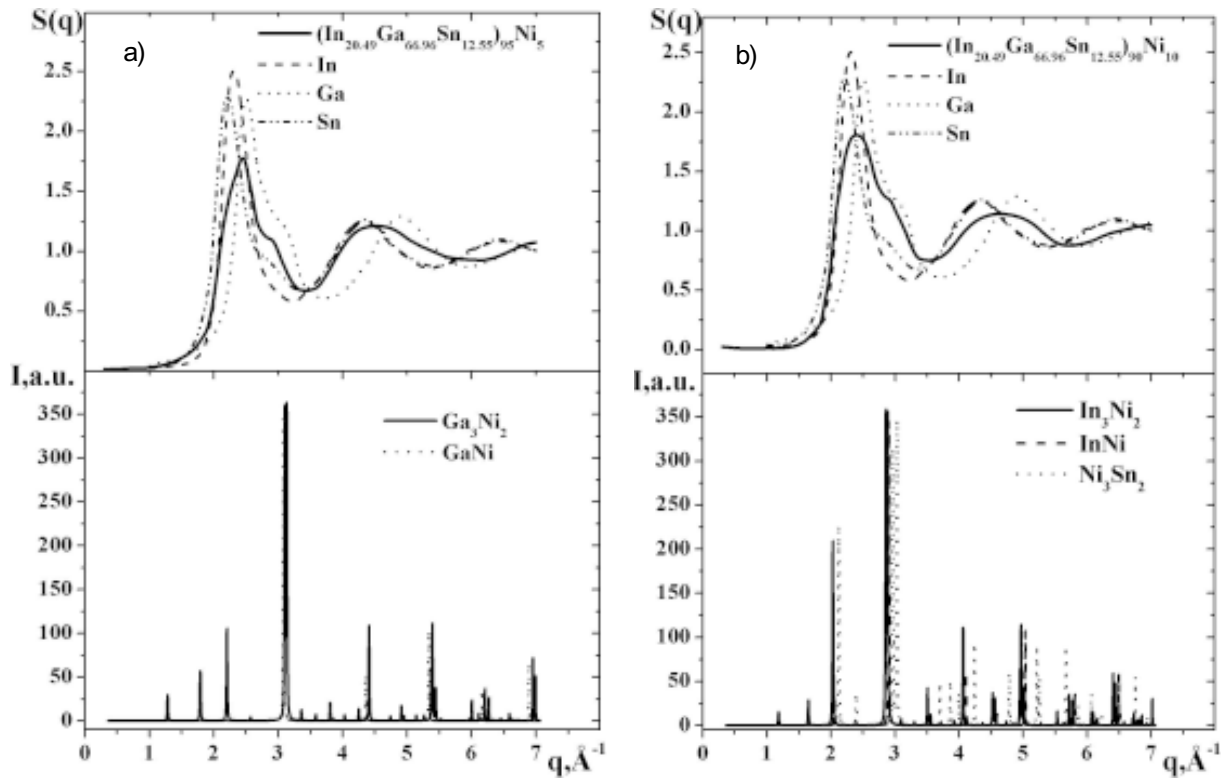 S(q)
a)
(In20.49Ga66.96Sn12.55)95Ni5
In
Ga
Sn
2.5
2.0
1.5
1.0
0.5
I,a.u.
350
300
250
200
150
100
50
0
Ga3Ni2
GaNi
0 1 2 3 4 5 6 7
q,Å-1
S(q)
b)
(In20.49Ga66.96Sn12.55)90Ni10
In
Ga
Sn
2.5
2.0
1.5
1.0
0.5
0.0
I,a.u.
350
300
250
200
150
100
50
0
In3Ni2
InNi
Ni3Sn2
0 1 2 3 4 5 6 7
q,Å-1